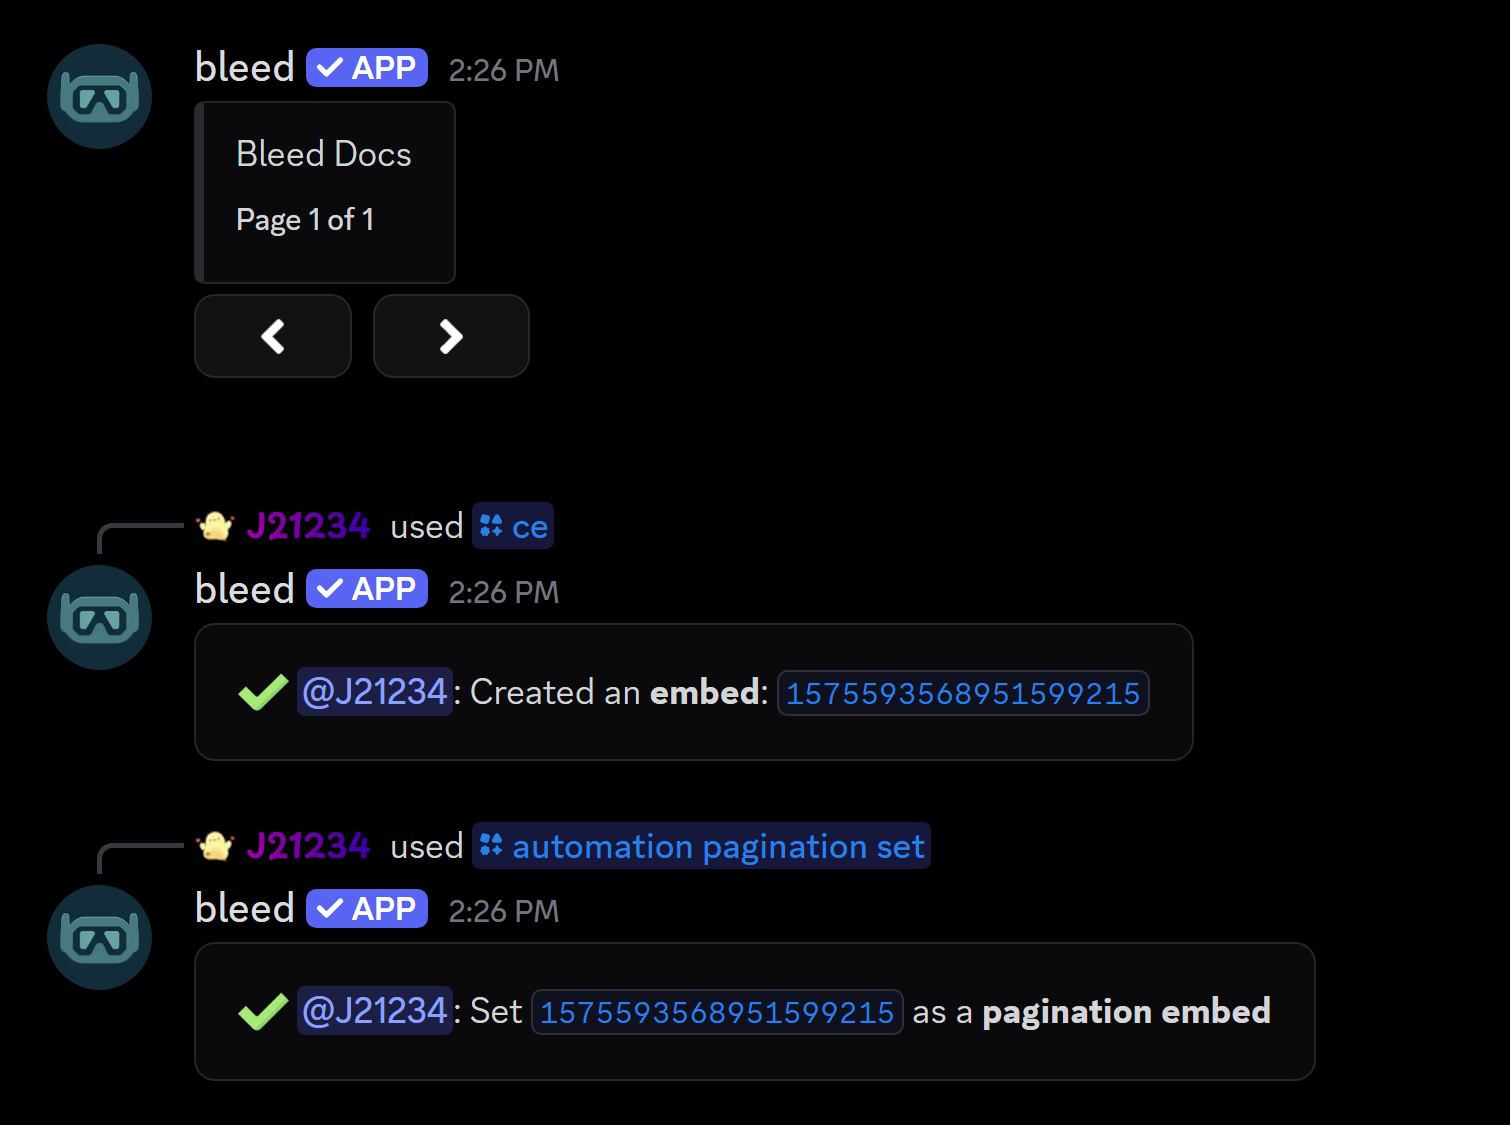 bleed APP 2:26 PM
Bleed Docs
Page 1 of 1
J21234 used ce
bleed APP 2:26 PM
@J21234: Created an embed: 1575593568951599215
J21234 used automation pagination set
bleed APP 2:26 PM
@J21234: Set 1575593568951599215 as a pagination embed